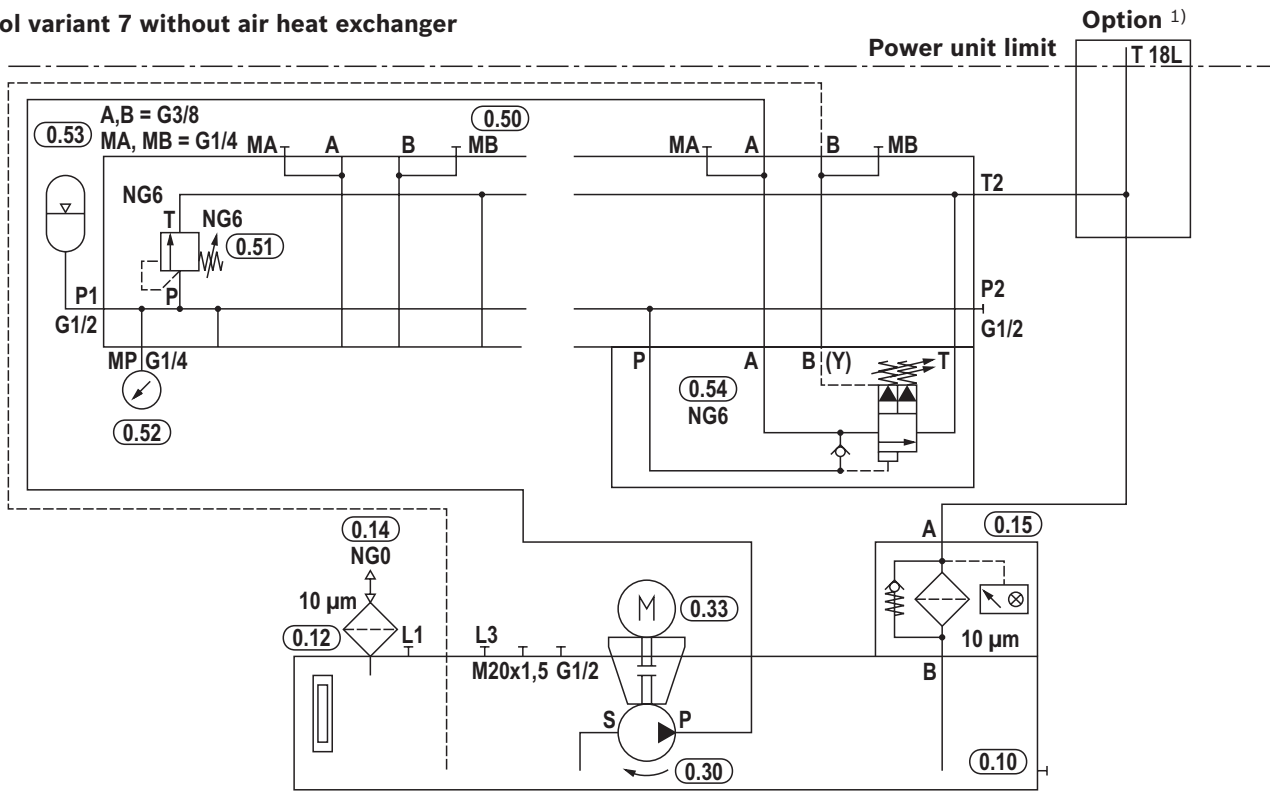 ol variant 7 without air heat exchanger
Option 1)
Power unit limit
T 18L
A,B = G3/8
0.53
MA, MB = G1/4
MA
A
B
MB
0.50
MA
A
B
MB
T2
NG6
T
NG6
0.51
P1
P
G1/2
P2
G1/2
MP
G1/4
0.52
P
A
B
(Y)
T
0.54
NG6
0.14
NG0
10 µm
0.12
L1
L3
M20x1,5
G1/2
M
0.33
S
P
0.30
A
0.15
10 µm
B
0.10